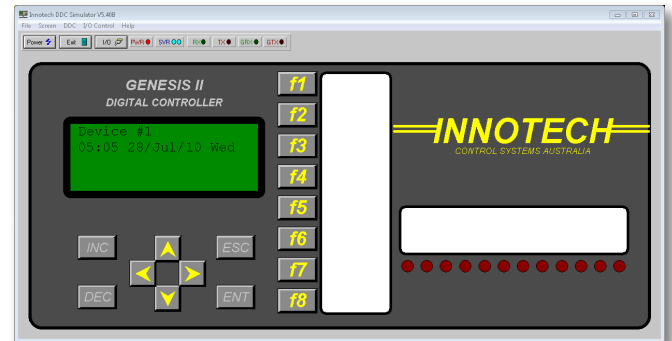 Innotech DDC Simulator V5.40B
File Screen DDC I/O Control Help
Power Exit I/O PWR SVR RX TX GRX GTX
GENESIS II
DIGITAL CONTROLLER
Device #1
05:05 28/Jul/10 Wed
f1
f2
f3
f4
f5
f6
f7
f8
INC
ESC
DEC
ENT
INNOTECH
CONTROL SYSTEMS AUSTRALIA